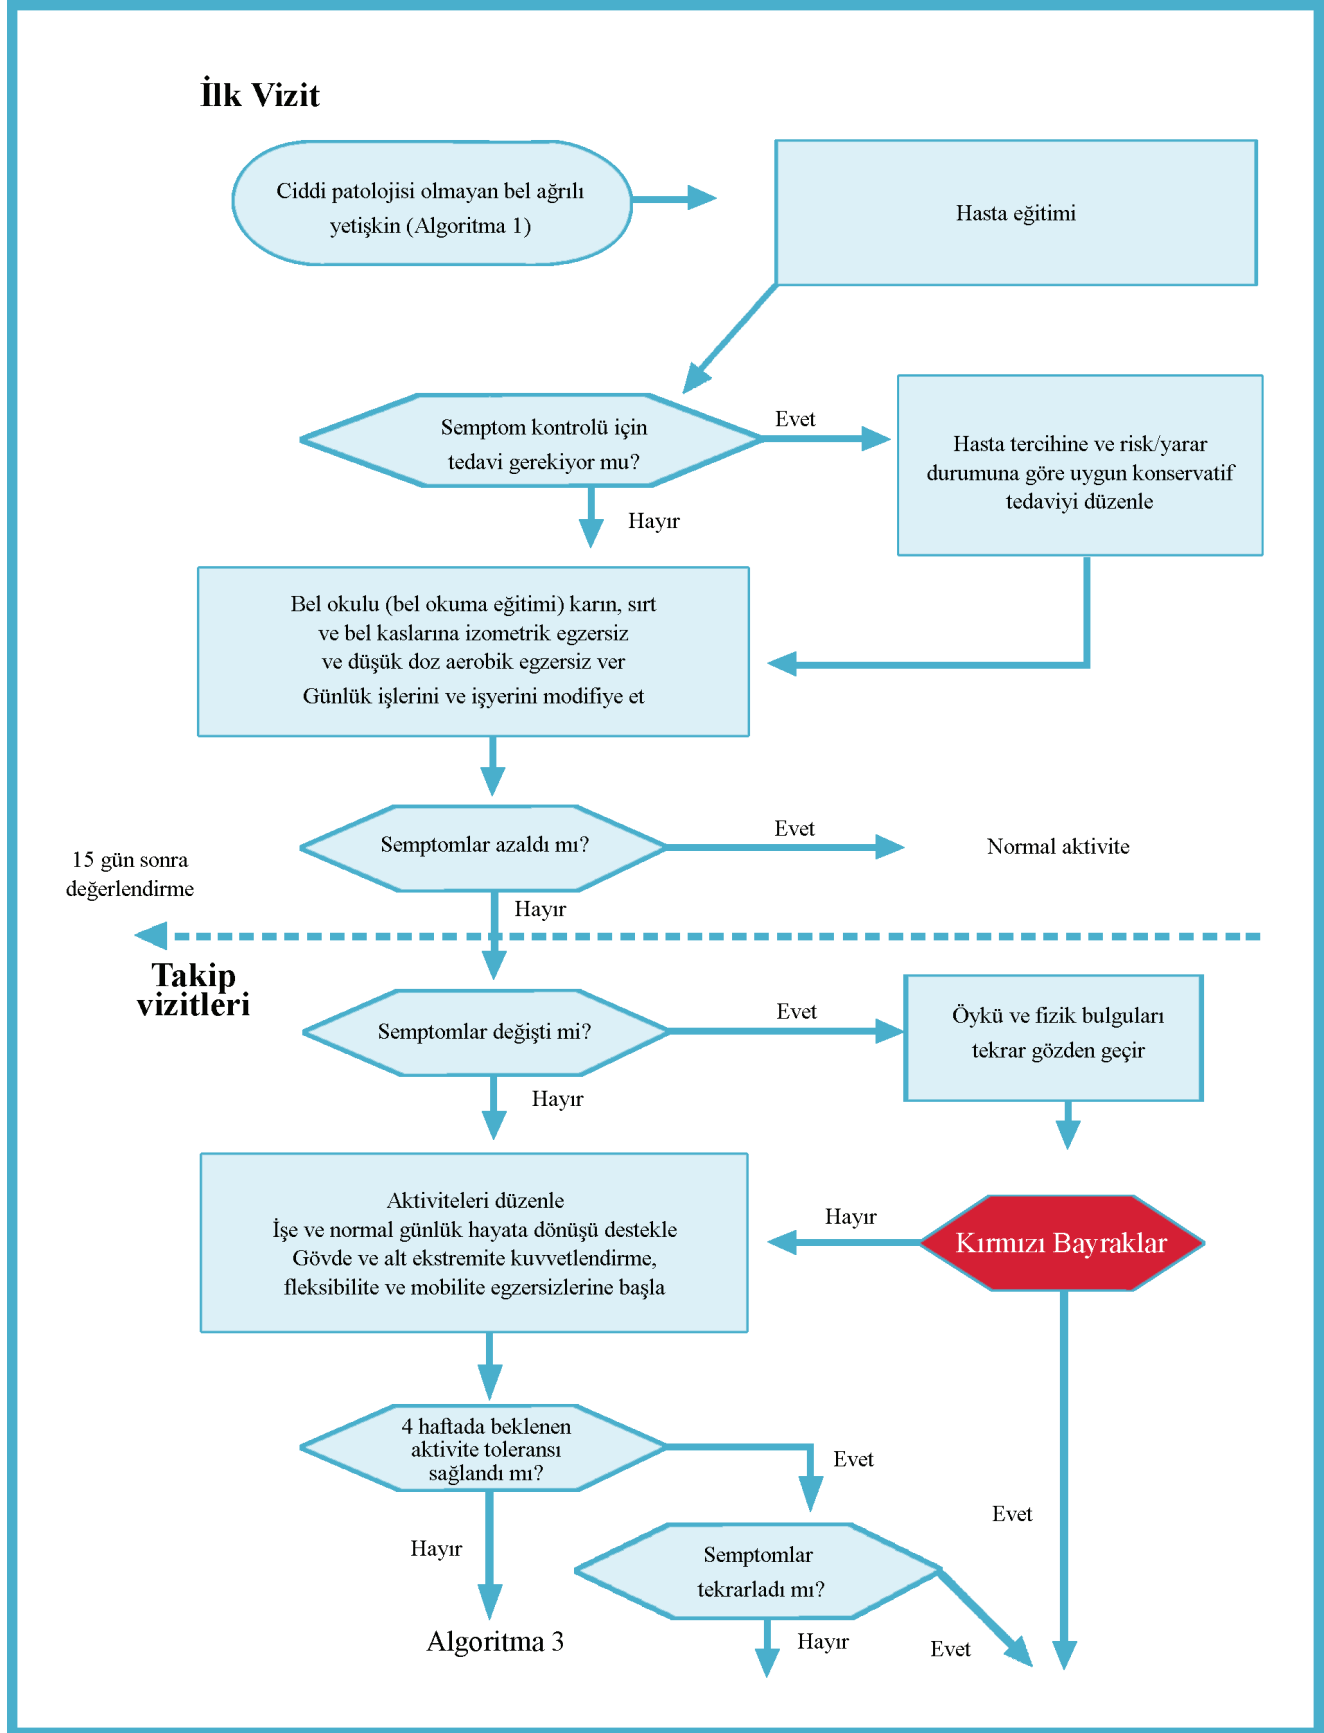 İlk Vizit
Ciddi patolojisi olmayan bel ağrılı
yetişkin (Algoritma 1)
Hasta eğitimi
Semptom kontrolü için
tedavi gerekiyor mu?
Evet
Hasta tercihine ve risk/yarar
durumuna göre uygun konservatif
tedaviyi düzenle
Hayır
Bel okulu (bel okuma eğitimi) karın, sırt
ve bel kaslarına izometrik egzersiz
ve düşük doz aerobik egzersiz ver
Günlük işlerini ve işyerini modifiye et
Semptomlar azaldı mı?
Evet
Normal aktivite
15 gün sonra
değerlendirme
Hayır
Takip
vizitleri
Semptomlar değişti mi?
Evet
Öykü ve fizik bulguları
tekrar gözden geçir
Hayır
Aktiviteleri düzenle
İşe ve normal günlük hayata dönüşü destekle
Gövde ve alt ekstremite kuvvetlendirme,
fleksibilite ve mobilite egzersizlerine başla
Hayır
Kırmızı Bayraklar
4 haftada beklenen
aktivite toleransı
sağlandı mı?
Evet
Evet
Hayır
Semptomlar
tekrarladı mı?
Algoritma 3
Hayır
Evet